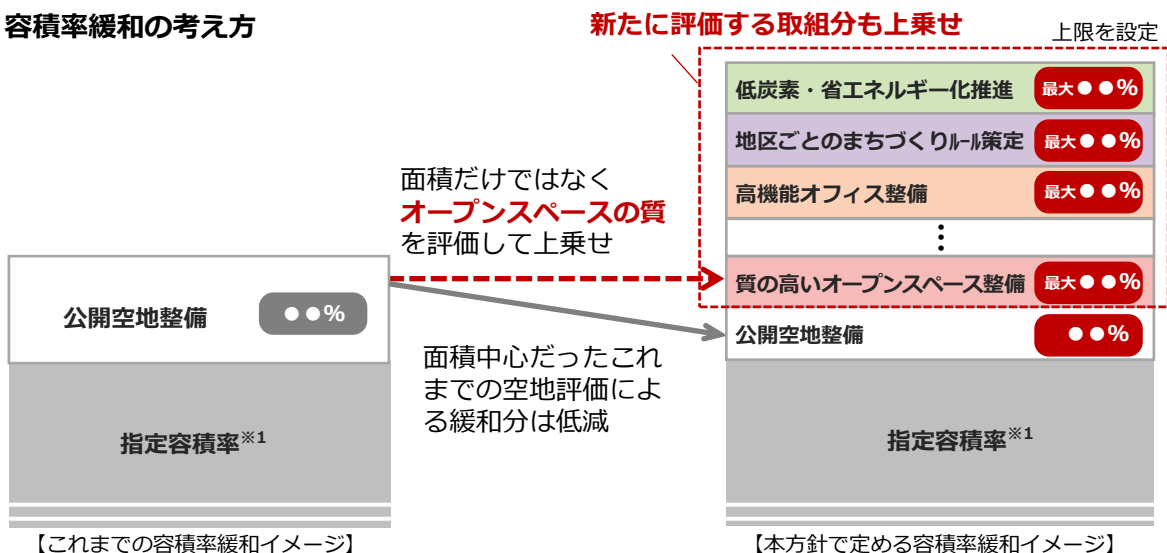 容積率緩和の考え方
新たに評価する取組分も上乗せ
上限を設定
低炭素・省エネルギー化推進 最大●●%
地区ごとのまちづくりﾙｰﾙ策定 最大●●%
高機能オフィス整備 最大●●%
⋮
質の高いオープンスペース整備 最大●●%
公開空地整備 ●●%
指定容積率※1
面積だけではなく
オープンスペースの質
を評価して上乗せ
面積中心だったこれ
までの空地評価によ
る緩和分は低減
公開空地整備 ●●%
指定容積率※1
【これまでの容積率緩和イメージ】
【本方針で定める容積率緩和イメージ】